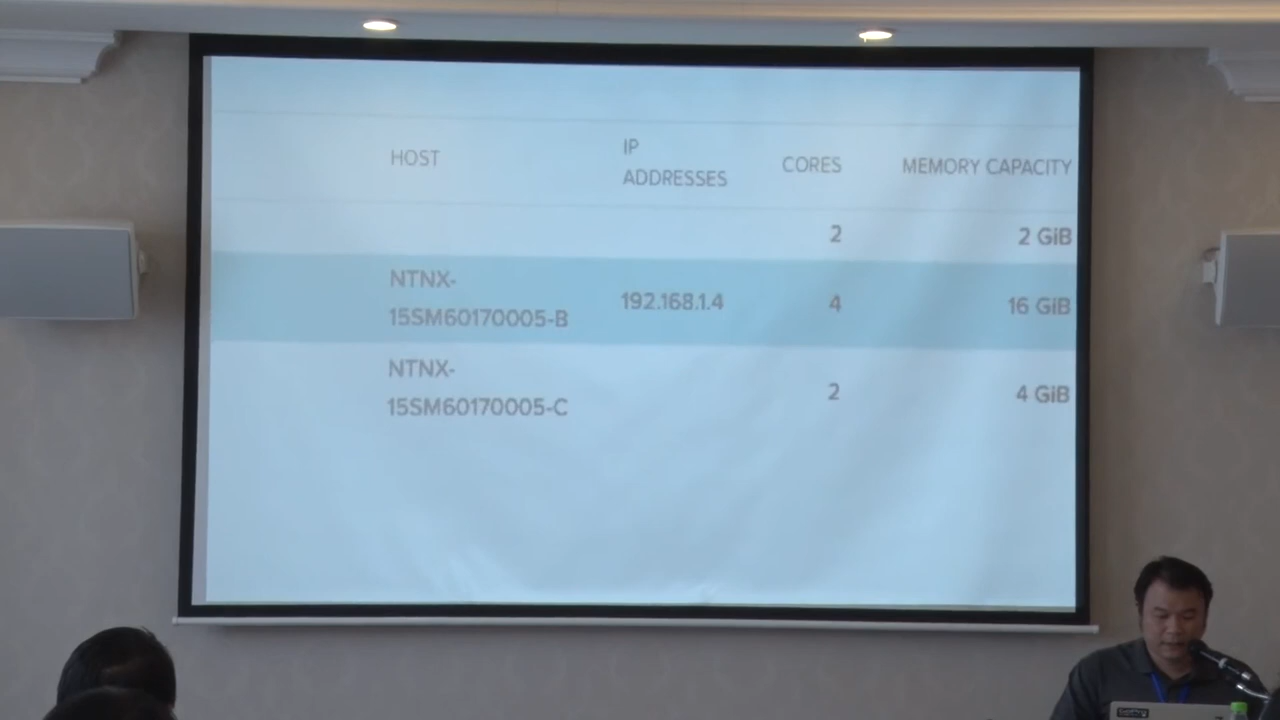 HOST IP ADDRESSES CORES MEMORY CAPACITY
2 2 GiB
NTNX-
15SM60170005-B 192.168.1.4 4 16 GiB
NTNX-
15SM60170005-C 2 4 GiB